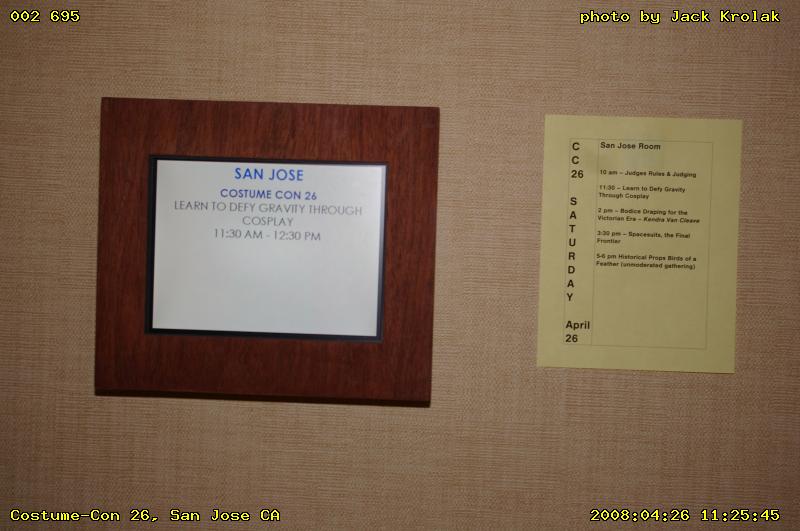 002 695
photo by Jack Krolak
SAN JOSE
COSTUME CON 26
LEARN TO DEFY GRAVITY THROUGH
COSPLAY
11:30 AM - 12:30 PM
C
C
26
S
A
T
U
R
D
A
Y
April
26
San Jose Room
10 am – Judges Rules & Judging
11:30 – Learn to Defy Gravity
Through Cosplay
2 pm – Bodice Draping for the
Victorian Era – Kendra Van Cleave
3:30 pm – Spacesuits, the Final
Frontier
5-6 pm Historical Props Birds of a
Feather (unmoderated gathering)
Costume-Con 26, San Jose CA
2008:04:26 11:25:45